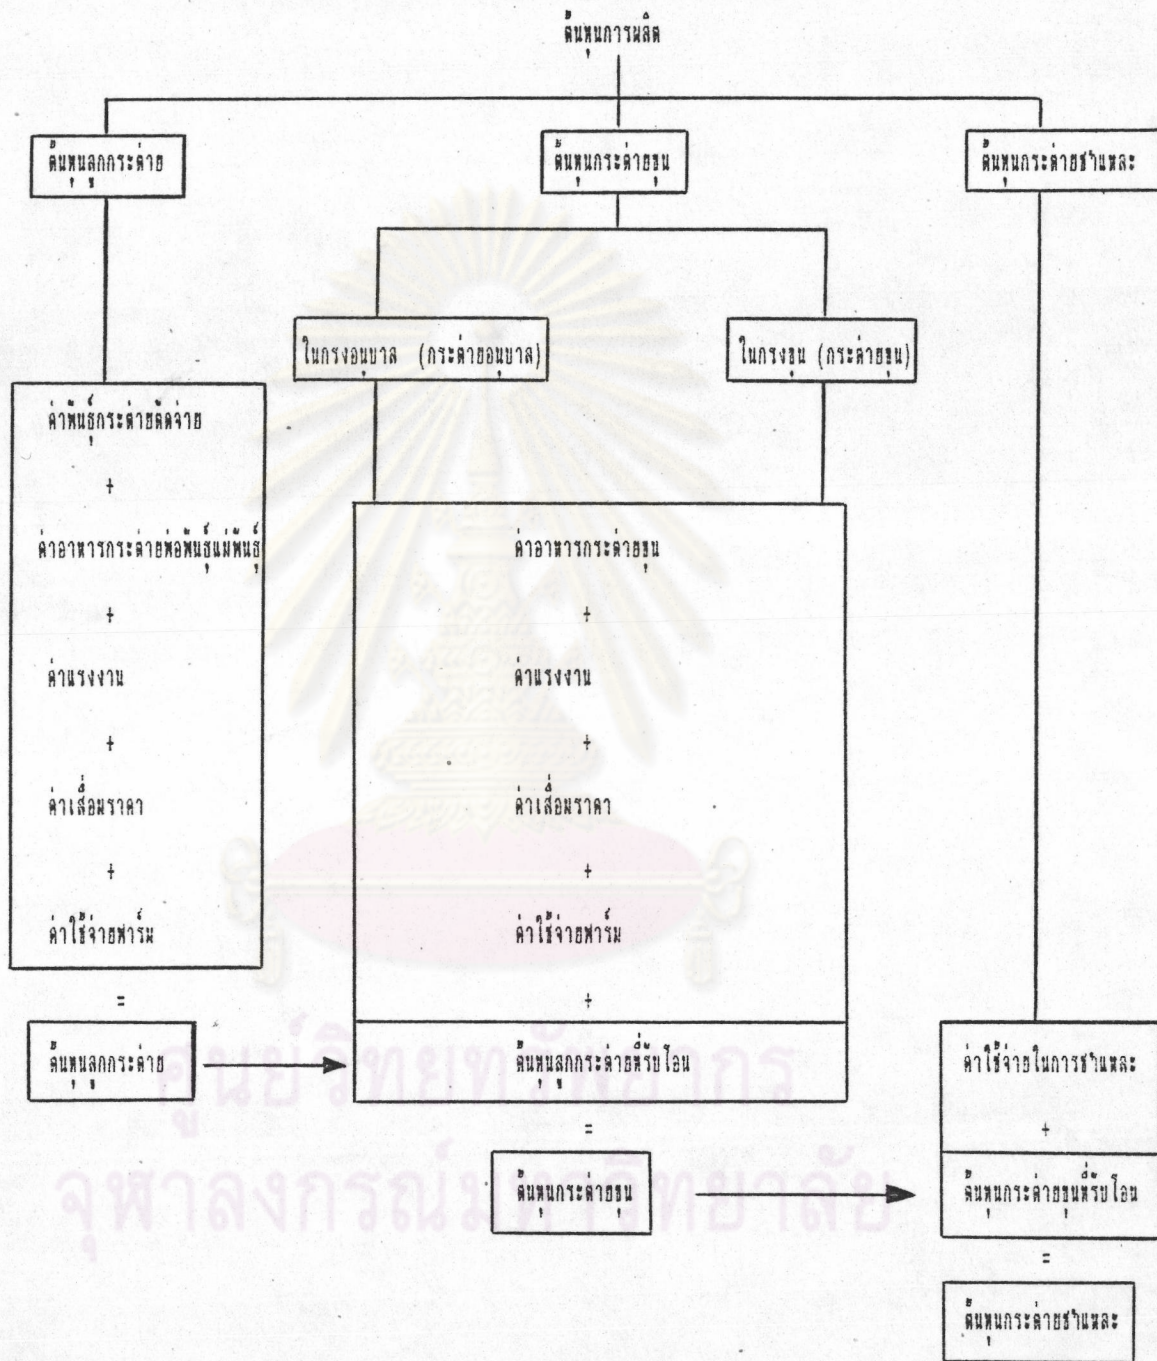 ต้นทุนการผลิต
ต้นทุนลูกกระต่าย
ต้นทุนกระต่ายขุน
ต้นทุนกระต่ายชำแหละ
ในกรงอนุบาล (กระต่ายอนุบาล)
ในกรงขุน (กระต่ายขุน)
ค่าพันธุ์กระต่ายตัดจ่าย
+
ค่าอาหารกระต่ายพ่อพันธุ์แม่พันธุ์
+
ค่าแรงงาน
+
ค่าเสื่อมราคา
+
ค่าใช้จ่ายฟาร์ม
=
ต้นทุนลูกกระต่าย
ค่าอาหารกระต่ายขุน
+
ค่าแรงงาน
+
ค่าเสื่อมราคา
+
ค่าใช้จ่ายฟาร์ม
+
ต้นทุนลูกกระต่ายที่รับโอน
=
ต้นทุนกระต่ายขุน
ค่าใช้จ่ายในการชำแหละ
+
ต้นทุนกระต่ายขุนที่รับโอน
=
ต้นทุนกระต่ายชำแหละ
ศูนย์วิทยทรัพยากร
จุฬาลงกรณ์มหาวิทยาลัย